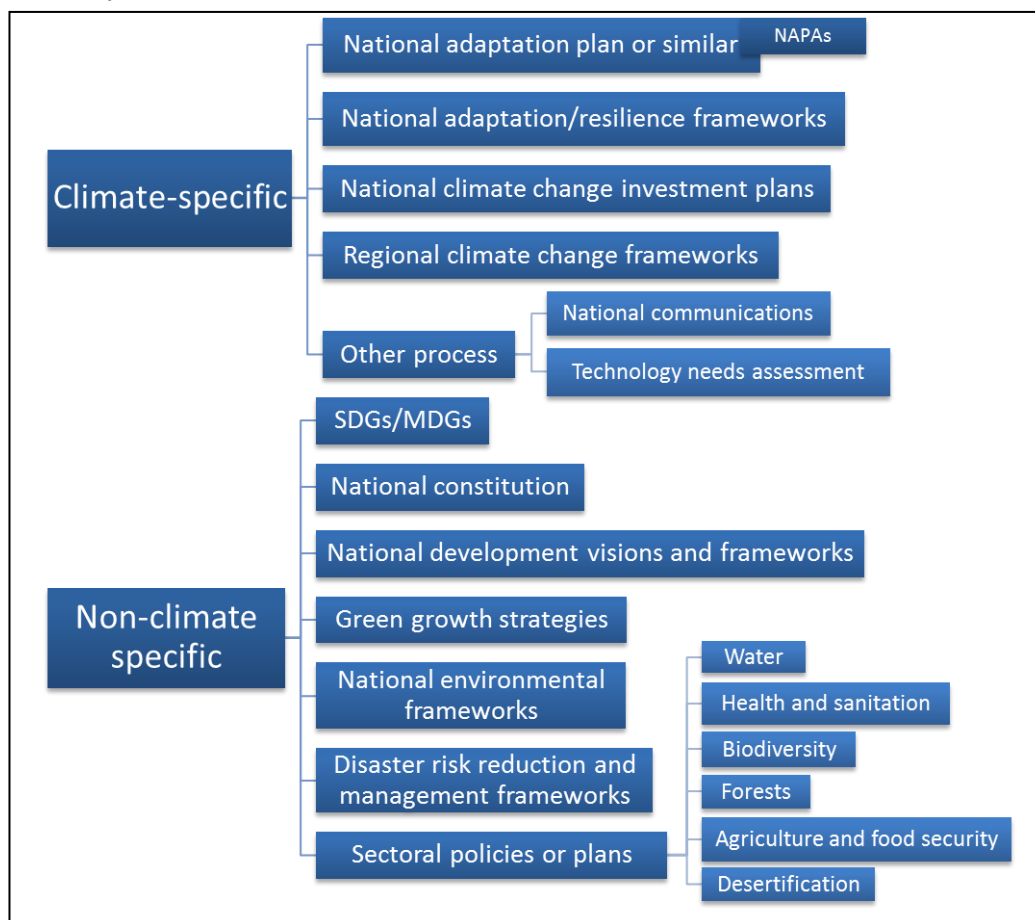 National adaptation plan or similar
NAPAs
National adaptation/resilience frameworks
Climate-specific
National climate change investment plans
Regional climate change frameworks
National communications
Other process
Technology needs assessment
SDGs/MDGs
National constitution
National development visions and frameworks
Non-climate
specific
Green growth strategies
National environmental
frameworks
Disaster risk reduction and
management frameworks
Sectoral policies or plans
Water
Health and sanitation
Biodiversity
Forests
Agriculture and food security
Desertification